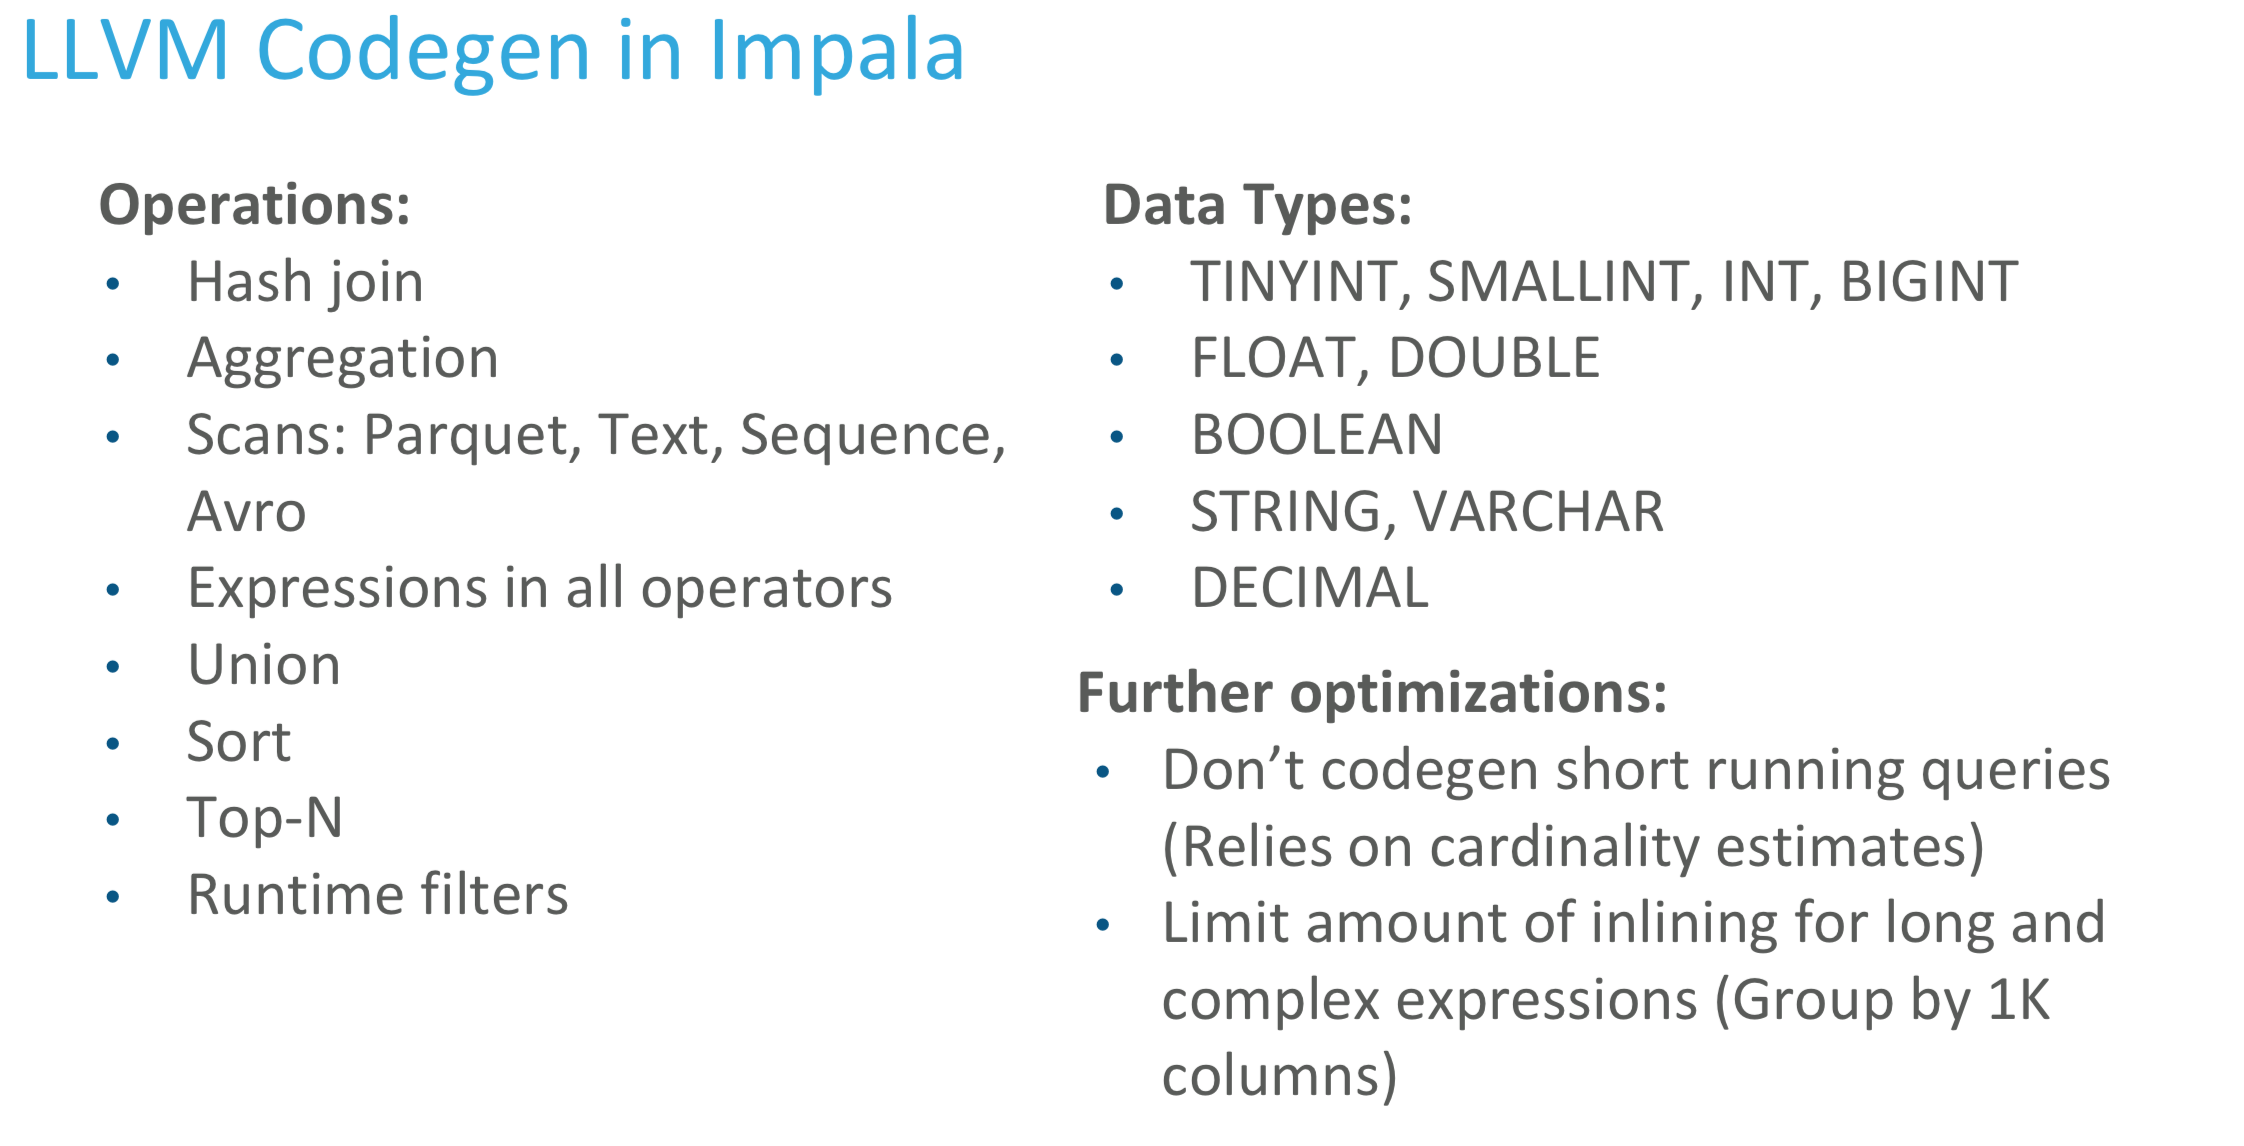 LLVM Codegen in Impala
Operations:
• Hash join
• Aggregation
• Scans: Parquet, Text, Sequence,
Avro
• Expressions in all operators
• Union
• Sort
• Top-N
• Runtime filters
Data Types:
• TINYINT, SMALLINT, INT, BIGINT
• FLOAT, DOUBLE
• BOOLEAN
• STRING, VARCHAR
• DECIMAL
Further optimizations:
• Don’t codegen short running queries
(Relies on cardinality estimates)
• Limit amount of inlining for long and
complex expressions (Group by 1K
columns)